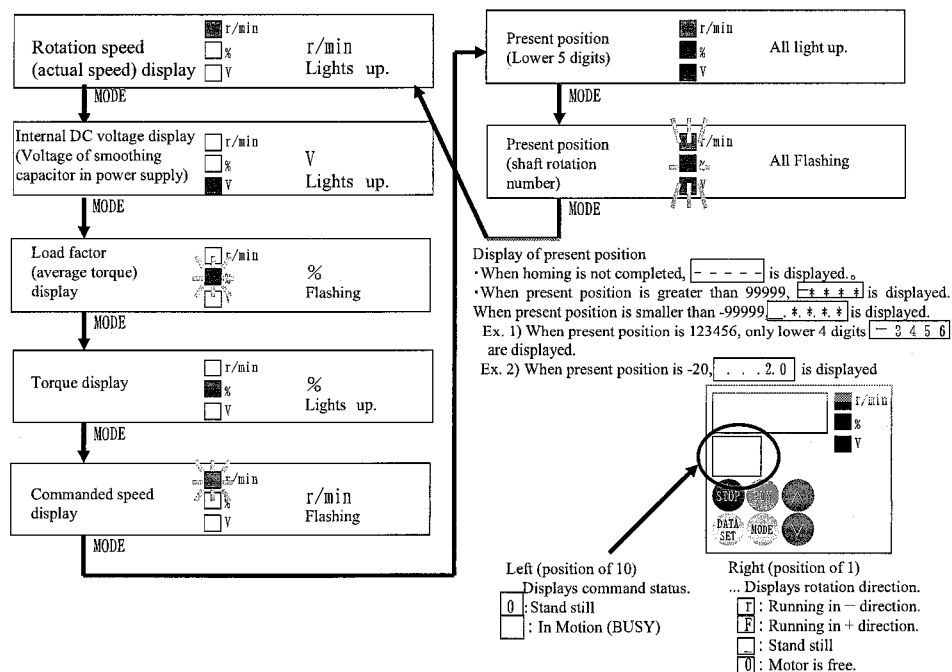 Rotation speed
(actual speed) display
r/min
%
V
r/min
Lights up.
MODE
Internal DC voltage display
(Voltage of smoothing
capacitor in power supply)
r/min
%
V
V
Lights up.
MODE
Load factor
(average torque)
display
r/min
%
V
%
Flashing
MODE
Torque display
r/min
%
V
%
Lights up.
MODE
Commanded speed
display
r/min
%
V
r/min
Flashing
MODE
Present position
(Lower 5 digits)
r/min
%
V
All light up.
MODE
Present position
(shaft rotation
number)
r/min
%
V
All Flashing
MODE
Display of present position
・When homing is not completed, - - - - - is displayed.。
・When present position is greater than 99999, ―* * * * is displayed.
When present position is smaller than -99999, _. *. *. *. * is displayed.
Ex. 1) When present position is 123456, only lower 4 digits ― 3 4 5 6
are displayed.
Ex. 2) When present position is -20, . . . 2. 0 is displayed
r/min
%
V
STOP RUN
DATA SET MODE
Left (position of 10)
Displays command status.
0 : Stand still
: In Motion (BUSY)
Right (position of 1)
... Displays rotation direction.
r : Running in － direction.
F : Running in + direction.
_ : Stand still
0 : Motor is free.